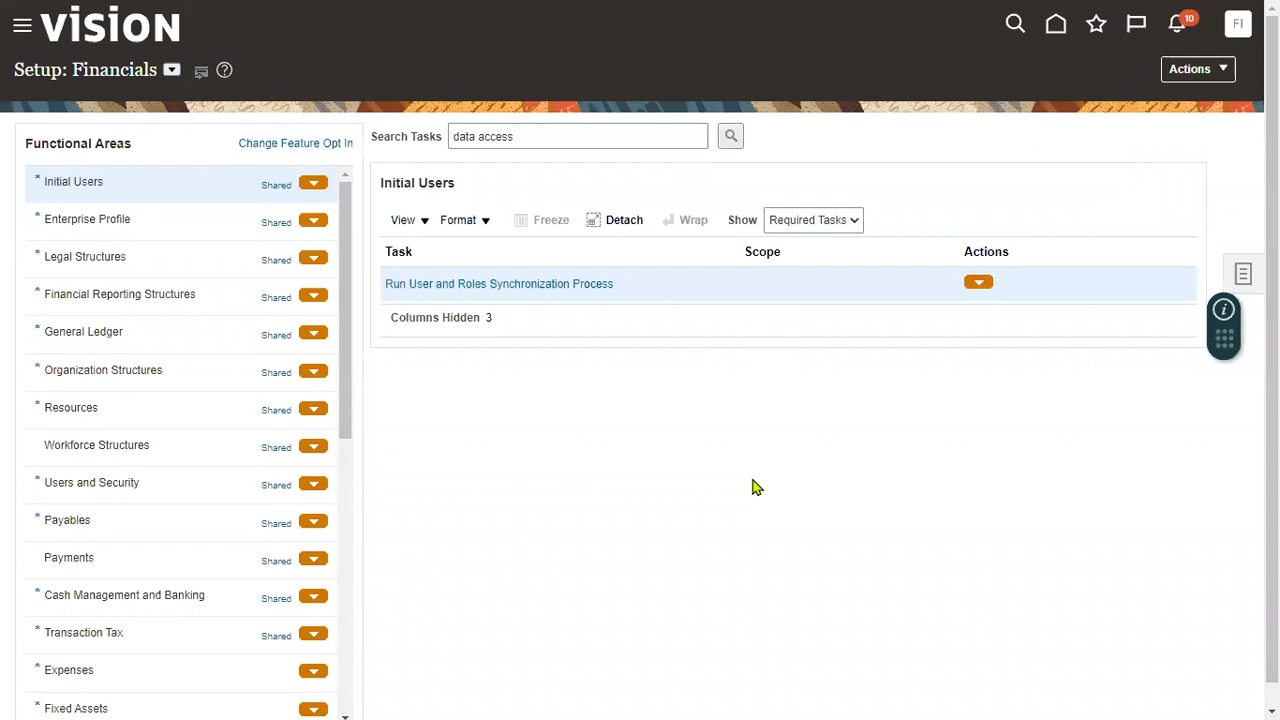 vision
10
FI
Setup: Financials
Actions
Functional Areas
Change Feature Opt In
Search Tasks data access
* Initial Users Shared
* Enterprise Profile Shared
* Legal Structures Shared
* Financial Reporting Structures Shared
* General Ledger Shared
* Organization Structures Shared
* Resources Shared
Workforce Structures Shared
* Users and Security Shared
* Payables Shared
Payments Shared
* Cash Management and Banking Shared
* Transaction Tax Shared
* Expenses
* Fixed Assets
Initial Users
View Format Freeze Detach Wrap Show Required Tasks
Task Scope Actions
Run User and Roles Synchronization Process
Columns Hidden 3